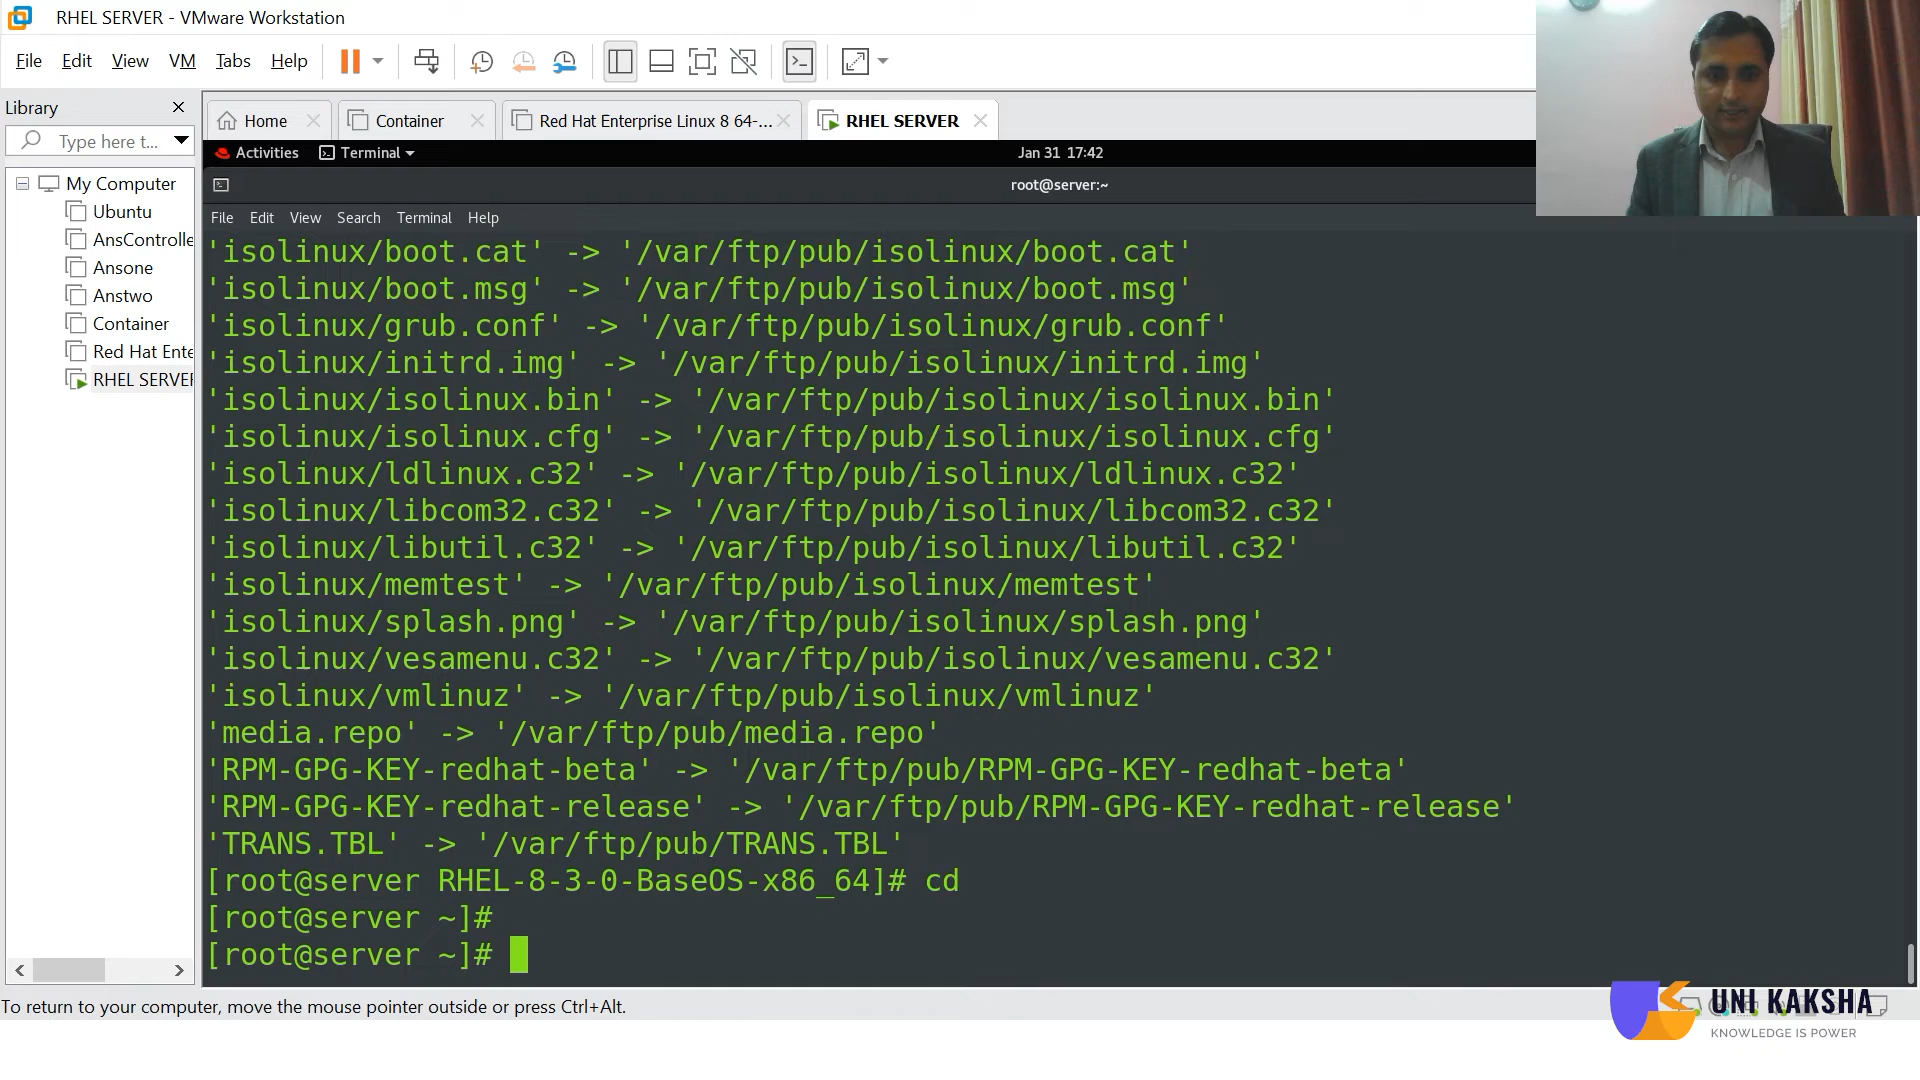 RHEL SERVER - VMware Workstation
File Edit View VM Tabs Help
Library
Type here t...
Home Container Red Hat Enterprise Linux 8 64-... RHEL SERVER
My Computer
Ubuntu
AnsControlle
Ansone
Anstwo
Container
Red Hat Ente
RHEL SERVER
Activities Terminal Jan 31 17:42
root@server:~
File Edit View Search Terminal Help
'isolinux/boot.cat' -> '/var/ftp/pub/isolinux/boot.cat'
'isolinux/boot.msg' -> '/var/ftp/pub/isolinux/boot.msg'
'isolinux/grub.conf' -> '/var/ftp/pub/isolinux/grub.conf'
'isolinux/initrd.img' -> '/var/ftp/pub/isolinux/initrd.img'
'isolinux/isolinux.bin' -> '/var/ftp/pub/isolinux/isolinux.bin'
'isolinux/isolinux.cfg' -> '/var/ftp/pub/isolinux/isolinux.cfg'
'isolinux/ldlinux.c32' -> '/var/ftp/pub/isolinux/ldlinux.c32'
'isolinux/libcom32.c32' -> '/var/ftp/pub/isolinux/libcom32.c32'
'isolinux/libutil.c32' -> '/var/ftp/pub/isolinux/libutil.c32'
'isolinux/memtest' -> '/var/ftp/pub/isolinux/memtest'
'isolinux/splash.png' -> '/var/ftp/pub/isolinux/splash.png'
'isolinux/vesamenu.c32' -> '/var/ftp/pub/isolinux/vesamenu.c32'
'isolinux/vmlinuz' -> '/var/ftp/pub/isolinux/vmlinuz'
'media.repo' -> '/var/ftp/pub/media.repo'
'RPM-GPG-KEY-redhat-beta' -> '/var/ftp/pub/RPM-GPG-KEY-redhat-beta'
'RPM-GPG-KEY-redhat-release' -> '/var/ftp/pub/RPM-GPG-KEY-redhat-release'
'TRANS.TBL' -> '/var/ftp/pub/TRANS.TBL'
[root@server RHEL-8-3-0-BaseOS-x86_64]# cd
[root@server ~]#
[root@server ~]#
To return to your computer, move the mouse pointer outside or press Ctrl+Alt.
UNI KAKSHA
KNOWLEDGE IS POWER